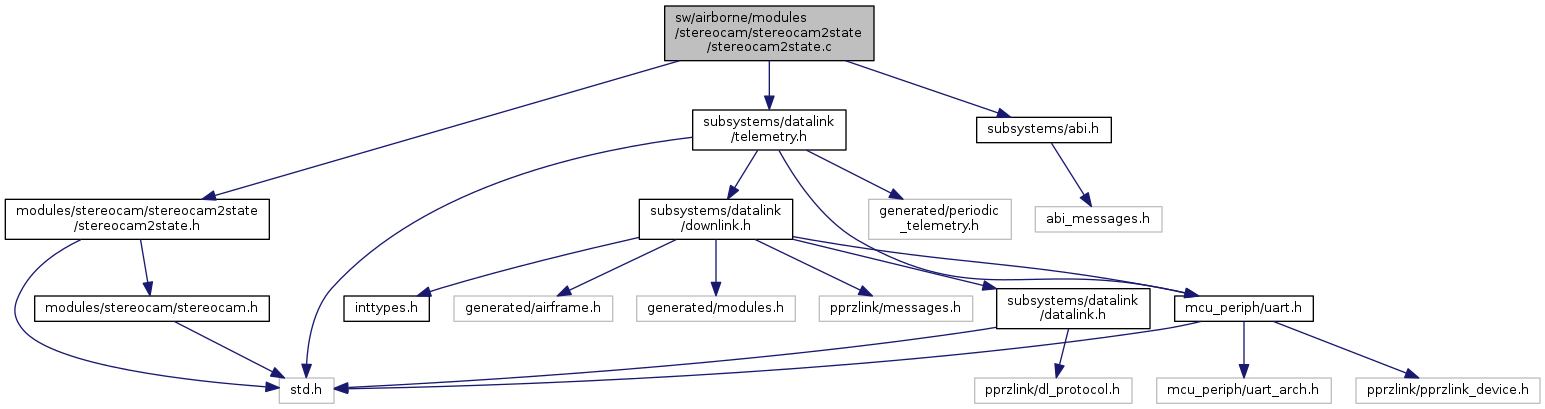 sw/airborne/modules
/stereocam/stereocam2state
/stereocam2state.c
subsystems/datalink
/telemetry.h
subsystems/abi.h
modules/stereocam/stereocam2state
/stereocam2state.h
subsystems/datalink
/downlink.h
generated/periodic
_telemetry.h
abi_messages.h
modules/stereocam/stereocam.h
inttypes.h
generated/airframe.h
generated/modules.h
pprzlink/messages.h
subsystems/datalink
/datalink.h
mcu_periph/uart.h
std.h
pprzlink/dl_protocol.h
mcu_periph/uart_arch.h
pprzlink/pprzlink_device.h